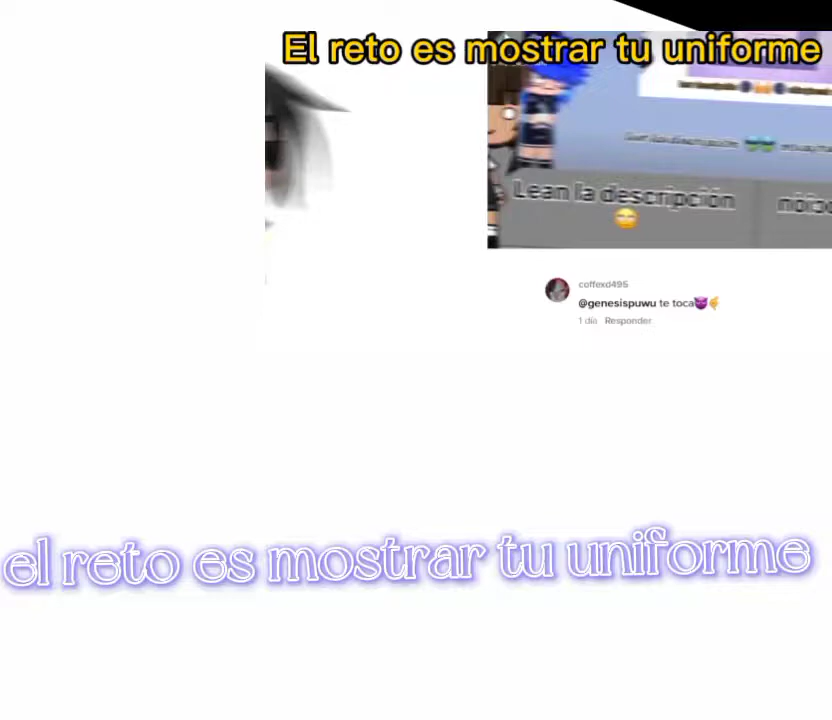 El reto es mostrar tu uniforme
Lean la descripción
coffexd495
@genesispuwu te toca
1 día Responder
el reto es mostrar tu uniforme